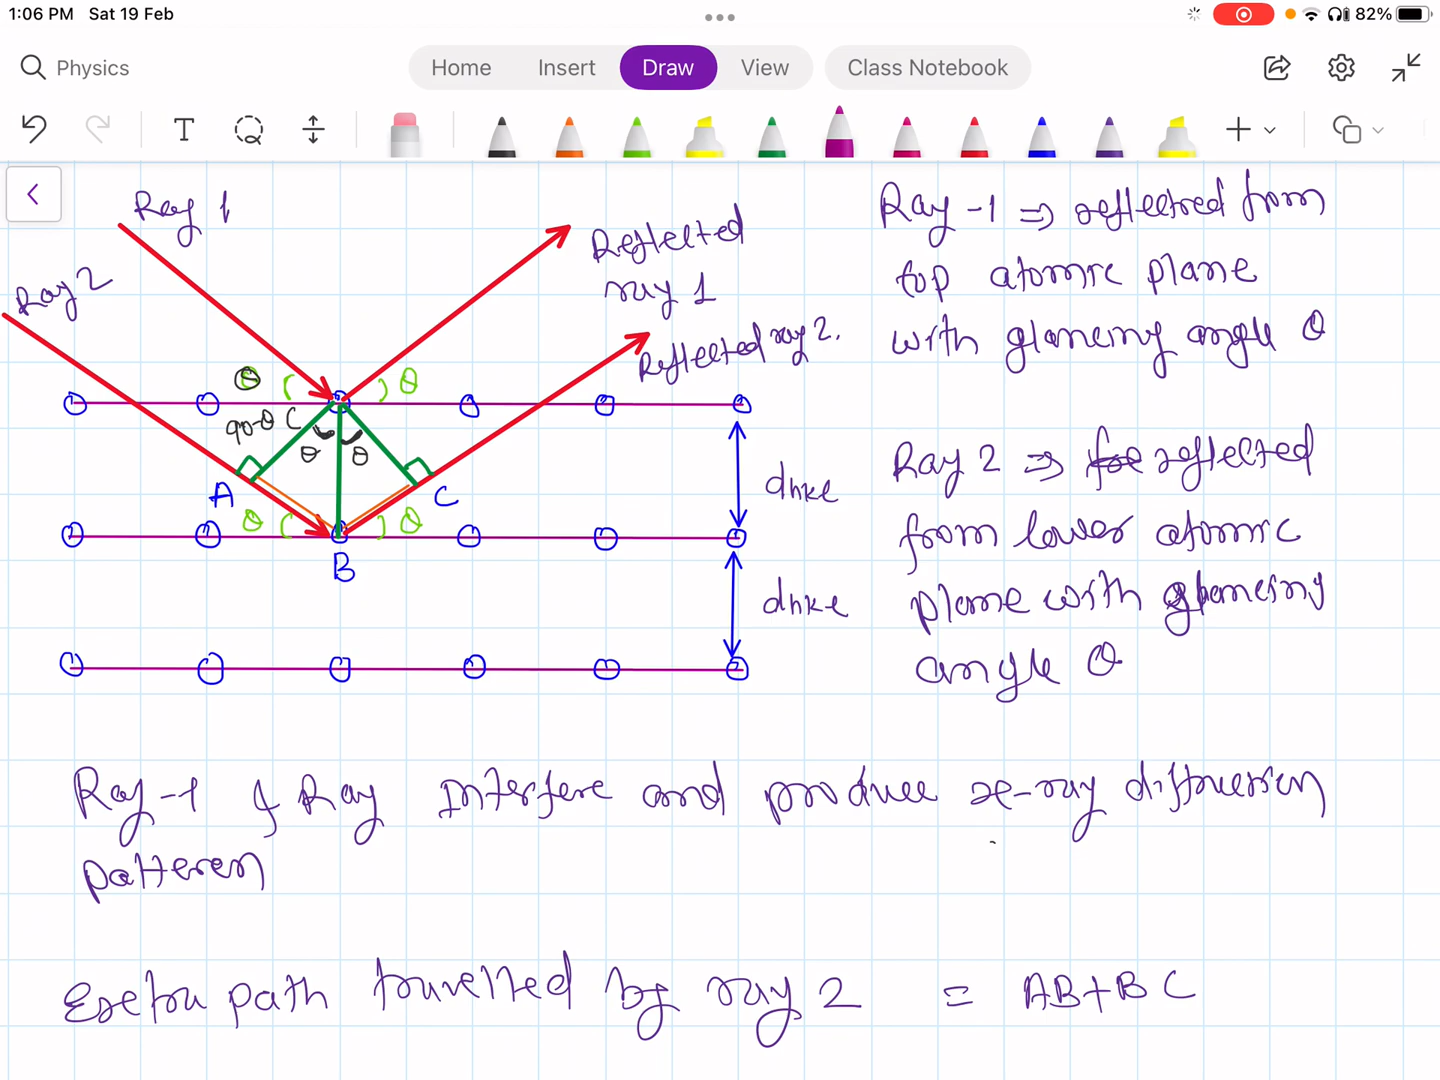 1:06 PM Sat 19 Feb
82%
Physics
Home Insert Draw View Class Notebook
Ray 1
Ray 2
Reflected
ray 1
Reflected ray 2.
θ θ
90-θ
θ θ
A C
θ θ
B
dhkl
dhkl
Ray -1 ⇒ reflectred from
top atomic plane
with glancing angle θ
Ray 2 ⇒ reflected
from lower atomic
plane with glancing
angle θ
Ray-1 & Ray Interfere and produce x-ray diffraction
patteren
Extra path travelled by ray 2 = AB+BC